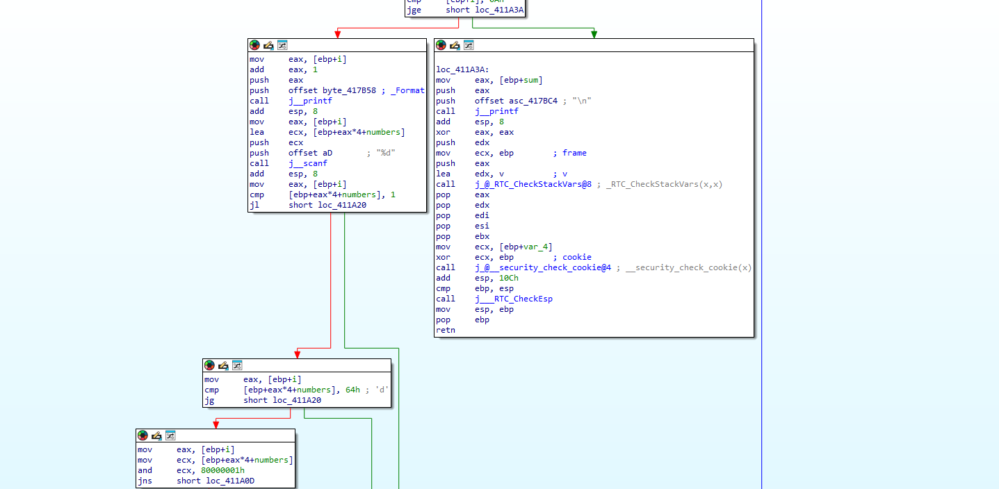 cmp [ebp+i], 0Ah
jge short loc_411A3A
mov eax, [ebp+i]
add eax, 1
push eax
push offset byte_417B58 ; _Format
call j__printf
add esp, 8
mov eax, [ebp+i]
lea ecx, [ebp+eax*4+numbers]
push ecx
push offset aD ; "%d"
call j__scanf
add esp, 8
mov eax, [ebp+i]
cmp [ebp+eax*4+numbers], 1
jl short loc_411A20
loc_411A3A:
mov eax, [ebp+sum]
push eax
push offset asc_417BC4 ; "\n"
call j__printf
add esp, 8
xor eax, eax
push edx
mov ecx, ebp ; frame
push eax
lea edx, v ; v
call j_@_RTC_CheckStackVars@8 ; _RTC_CheckStackVars(x,x)
pop eax
pop edx
pop edi
pop esi
pop ebx
mov ecx, [ebp+var_4]
xor ecx, ebp ; cookie
call j_@__security_check_cookie@4 ; __security_check_cookie(x)
add esp, 10Ch
cmp ebp, esp
call j___RTC_CheckEsp
mov esp, ebp
pop ebp
retn
mov eax, [ebp+i]
cmp [ebp+eax*4+numbers], 64h ; 'd'
jg short loc_411A20
mov eax, [ebp+i]
mov ecx, [ebp+eax*4+numbers]
and ecx, 80000001h
jns short loc_411A0D